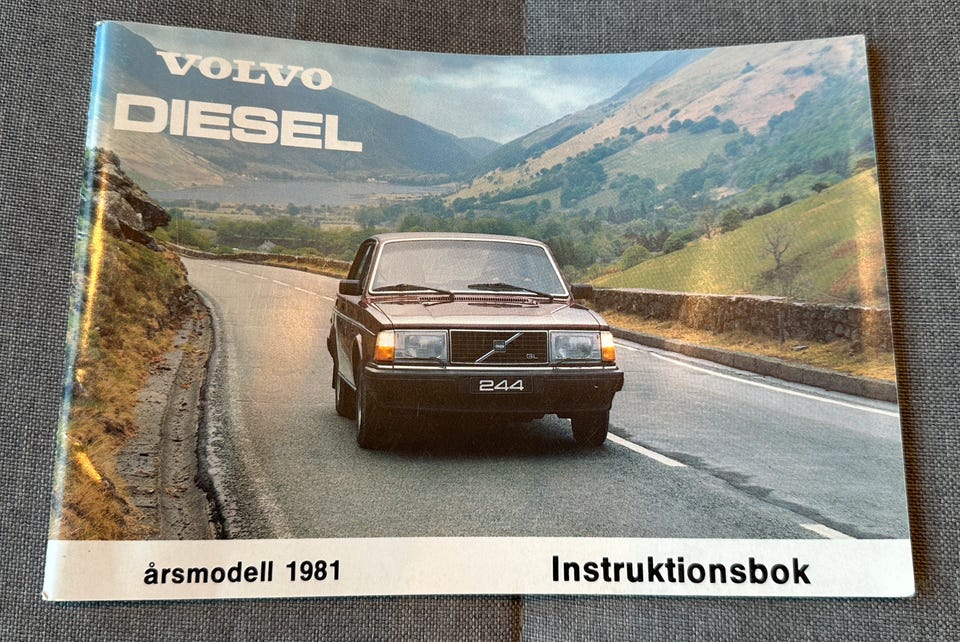 VOLVO
DIESEL
GL
244
årsmodell 1981
Instruktionsbok